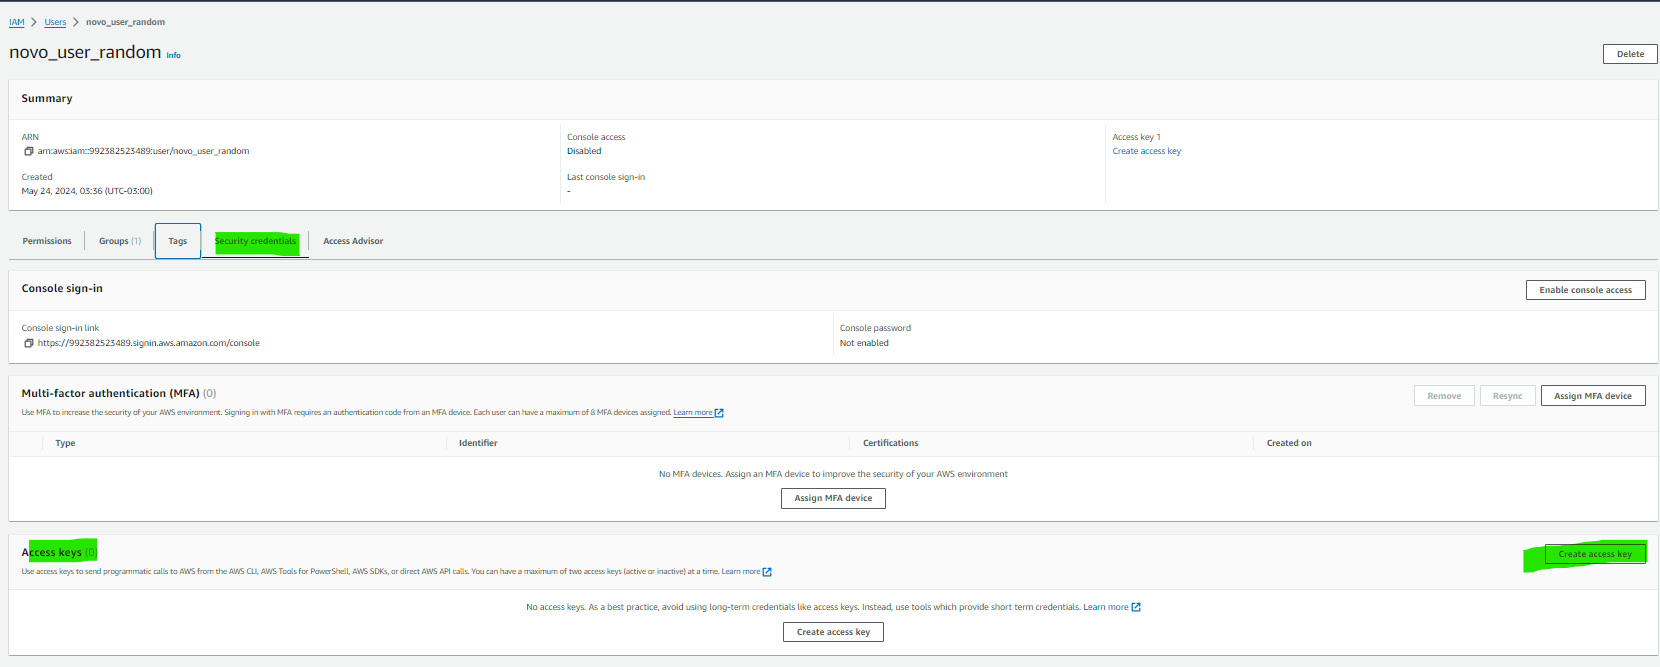 IAM > Users > novo_user_random
novo_user_random Info
Delete
Summary
ARN
arn:aws:iam::992382523489:user/novo_user_random
Console access
Disabled
Access key 1
Create access key
Created
May 24, 2024, 03:36 (UTC-03:00)
Last console sign-in
-
Permissions
Groups (1)
Tags
Security credentials
Access Advisor
Console sign-in
Enable console access
Console sign-in link
https://992382523489.signin.aws.amazon.com/console
Console password
Not enabled
Multi-factor authentication (MFA) (0)
Remove
Resync
Assign MFA device
Use MFA to increase the security of your AWS environment. Signing in with MFA requires an authentication code from an MFA device. Each user can have a maximum of 8 MFA devices assigned. Learn more
Type
Identifier
Certifications
Created on
No MFA devices. Assign an MFA device to improve the security of your AWS environment
Assign MFA device
Access keys (0)
Create access key
Use access keys to send programmatic calls to AWS from the AWS CLI, AWS Tools for PowerShell, AWS SDKs, or direct AWS API calls. You can have a maximum of two access keys (active or inactive) at a time. Learn more
No access keys. As a best practice, avoid using long-term credentials like access keys. Instead, use tools which provide short term credentials. Learn more
Create access key